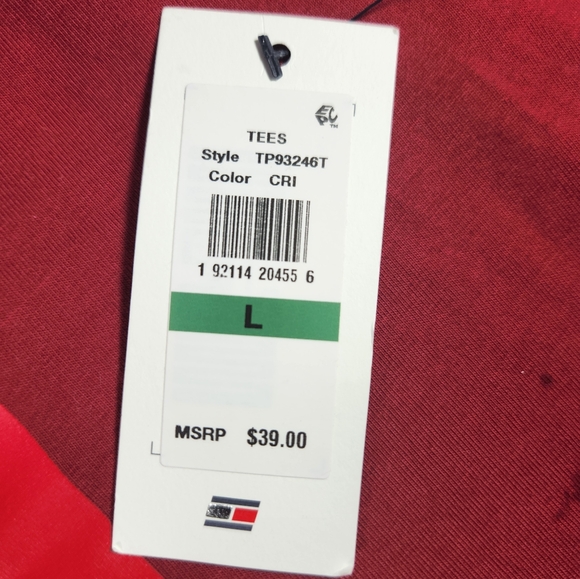 TEES
Style TP93246T
Color CRI
1 92114 20455 6
L
MSRP $39.00